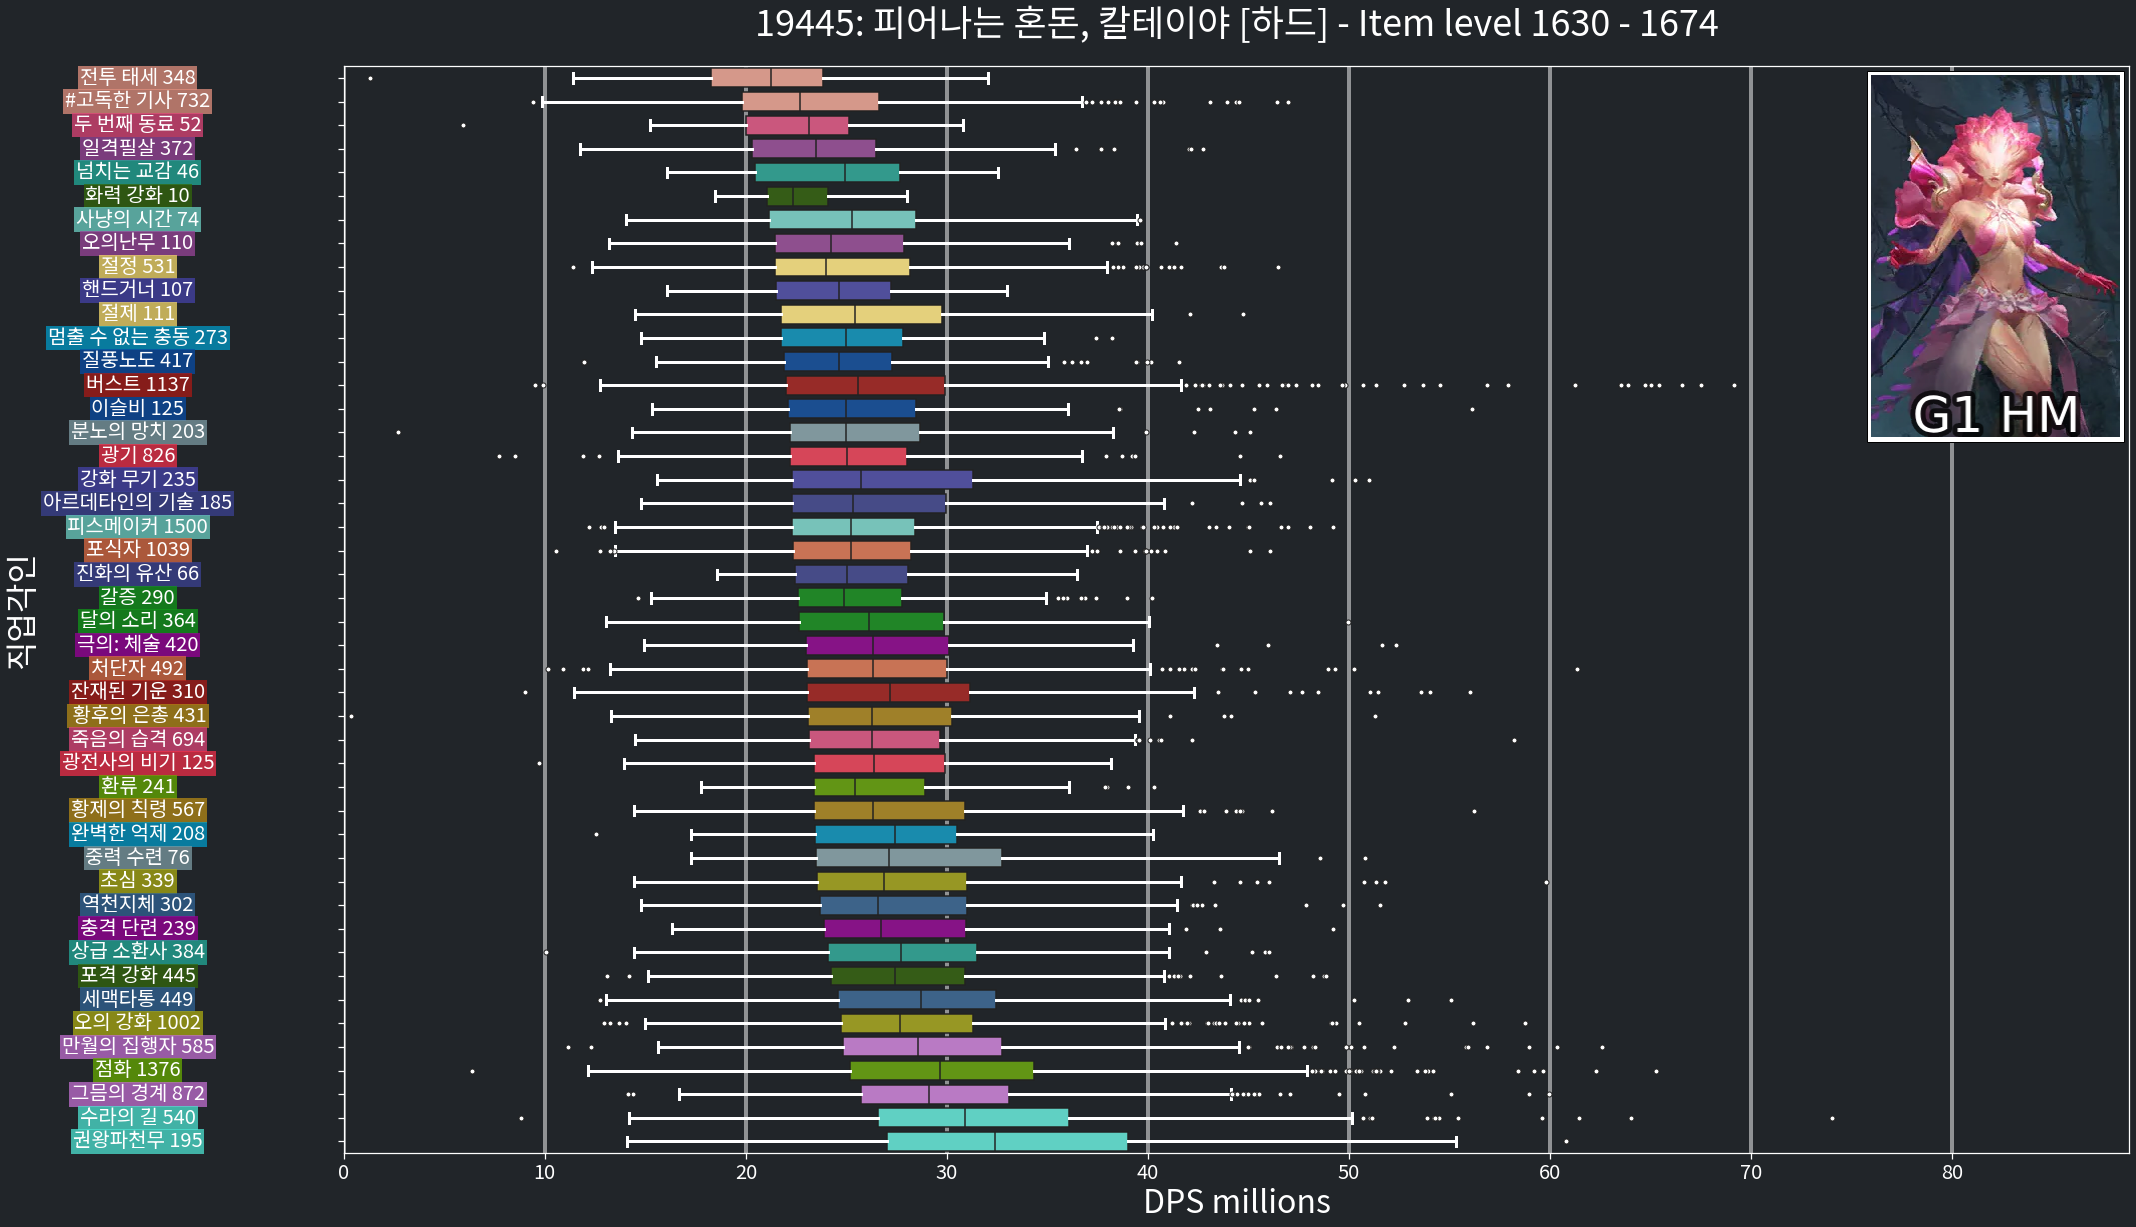 19445: 피어나는 혼돈, 칼테이야 [하드] - Item level 1630 - 1674
전투 태세 348
#고독한 기사 732
두 번째 동료 52
일격필살 372
넘치는 교감 46
화력 강화 10
사냥의 시간 74
오의난무 110
절정 531
핸드거너 107
절제 111
멈출 수 없는 충동 273
질풍노도 417
버스트 1137
이슬비 125
분노의 망치 203
광기 826
강화 무기 235
아르데타인의 기술 185
피스메이커 1500
포식자 1039
진화의 유산 66
갈증 290
달의 소리 364
극의: 체술 420
처단자 492
잔재된 기운 310
황후의 은총 431
죽음의 습격 694
광전사의 비기 125
환류 241
황제의 칙령 567
완벽한 억제 208
중력 수련 76
초심 339
역천지체 302
충격 단련 239
상급 소환사 384
포격 강화 445
세맥타통 449
오의 강화 1002
만월의 집행자 585
점화 1376
그믐의 경계 872
수라의 길 540
권왕파천무 195
직업각인
G1 HM
0 10 20 30 40 50 60 70 80
DPS millions